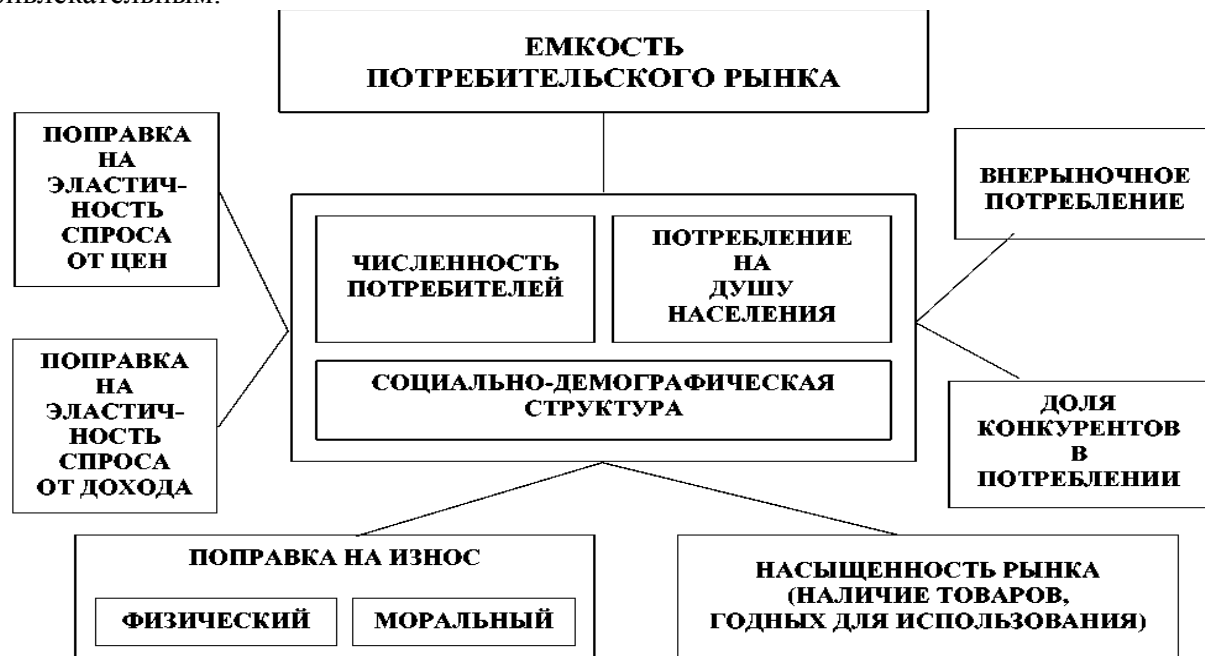 ЕМКОСТЬ
ПОТРЕБИТЕЛЬСКОГО РЫНКА
ПОПРАВКА
НА
ЭЛАСТИЧ-
НОСТЬ
СПРОСА
ОТ ЦЕН
ПОПРАВКА
НА
ЭЛАСТИЧ-
НОСТЬ
СПРОСА
ОТ ДОХОДА
ЧИСЛЕННОСТЬ
ПОТРЕБИТЕЛЕЙ
ПОТРЕБЛЕНИЕ
НА
ДУШУ
НАСЕЛЕНИЯ
СОЦИАЛЬНО-ДЕМОГРАФИЧЕСКАЯ
СТРУКТУРА
ВНЕРЫНОЧНОЕ
ПОТРЕБЛЕНИЕ
ДОЛЯ
КОНКУРЕНТОВ
В
ПОТРЕБЛЕНИИ
ПОПРАВКА НА ИЗНОС
ФИЗИЧЕСКИЙ
МОРАЛЬНЫЙ
НАСЫЩЕННОСТЬ РЫНКА
(НАЛИЧИЕ ТОВАРОВ,
ГОДНЫХ ДЛЯ ИСПОЛЬЗОВАНИЯ)